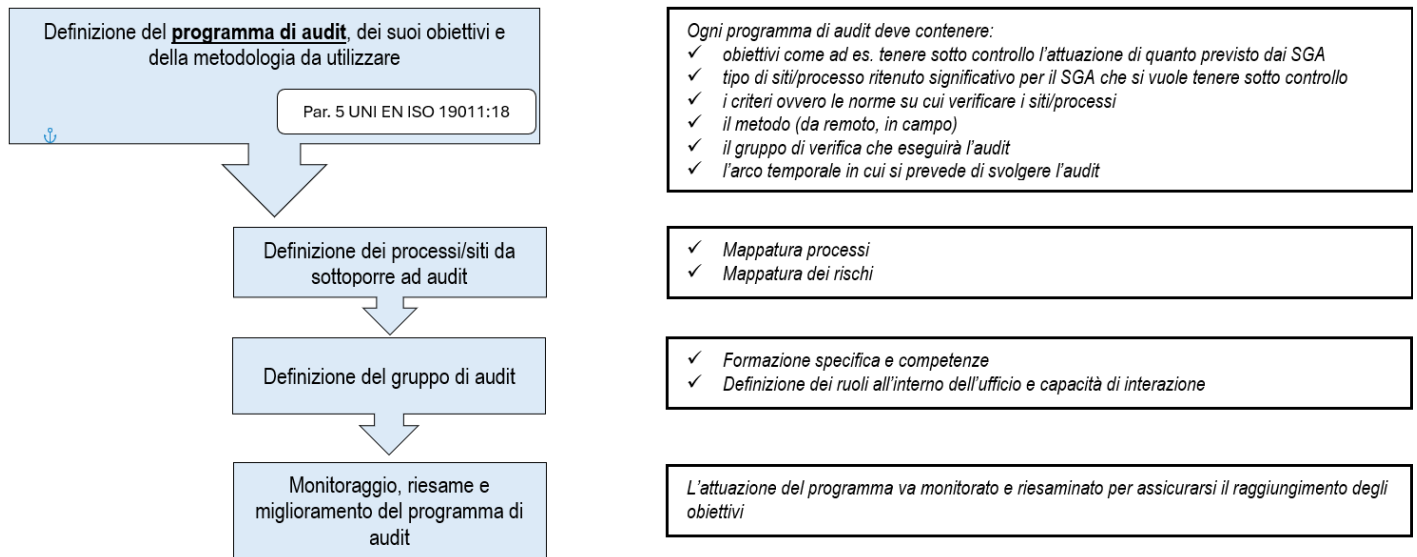 Definizione del programma di audit, dei suoi obiettivi e
della metodologia da utilizzare
Par. 5 UNI EN ISO 19011:18
Ogni programma di audit deve contenere:
✓ obiettivi come ad es. tenere sotto controllo l'attuazione di quanto previsto dai SGA
✓ tipo di siti/processo ritenuto significativo per il SGA che si vuole tenere sotto controllo
✓ i criteri ovvero le norme su cui verificare i siti/processi
✓ il metodo (da remoto, in campo)
✓ il gruppo di verifica che eseguirà l'audit
✓ l'arco temporale in cui si prevede di svolgere l'audit
Definizione dei processi/siti da
sottoporre ad audit
✓ Mappatura processi
✓ Mappatura dei rischi
Definizione del gruppo di audit
✓ Formazione specifica e competenze
✓ Definizione dei ruoli all'interno dell'ufficio e capacità di interazione
Monitoraggio, riesame e
miglioramento del programma di
audit
L'attuazione del programma va monitorato e riesaminato per assicurarsi il raggiungimento degli
obiettivi